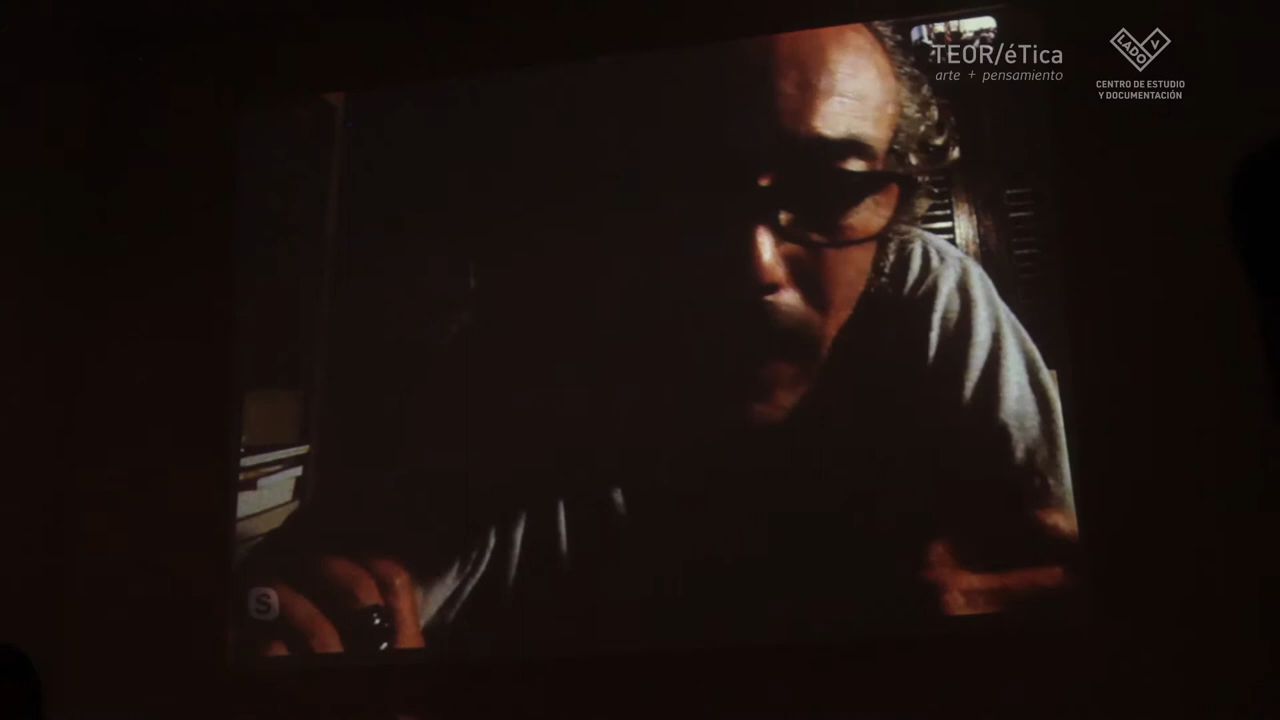 TEOR/éTica
arte + pensamiento
LADO V
CENTRO DE ESTUDIO
Y DOCUMENTACIÓN
S